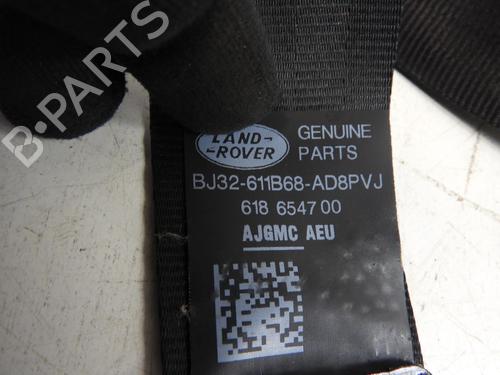 LAND-
ROVER
GENUINE
PARTS
BJ32-611B68-AD8PVJ
618 6547 00
AJGMC AEU
B-PARTS